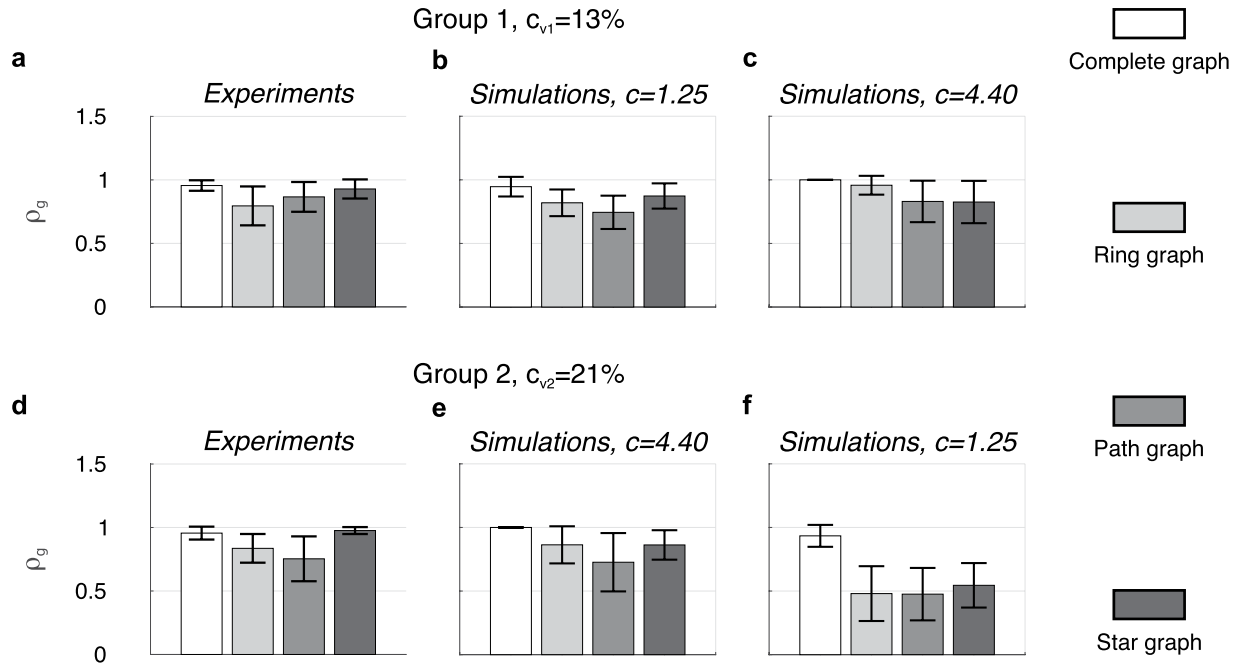 Group 1, cv1=13%
a
b
c
Complete graph
Experiments
Simulations, c=1.25
Simulations, c=4.40
1.5
1
0.5
0
ρg
Ring graph
Group 2, cv2=21%
d
e
f
Experiments
Simulations, c=4.40
Simulations, c=1.25
1.5
1
0.5
0
ρg
Path graph
Star graph